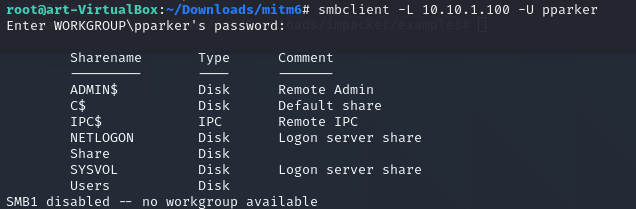 root@art-VirtualBox:~/Downloads/mitm6# smbclient -L 10.10.1.100 -U pparker
Enter WORKGROUP\pparker's password:
Sharename Type Comment
--------- ---- -------
ADMIN$ Disk Remote Admin
C$ Disk Default share
IPC$ IPC Remote IPC
NETLOGON Disk Logon server share
Share Disk
SYSVOL Disk Logon server share
Users Disk
SMB1 disabled -- no workgroup available